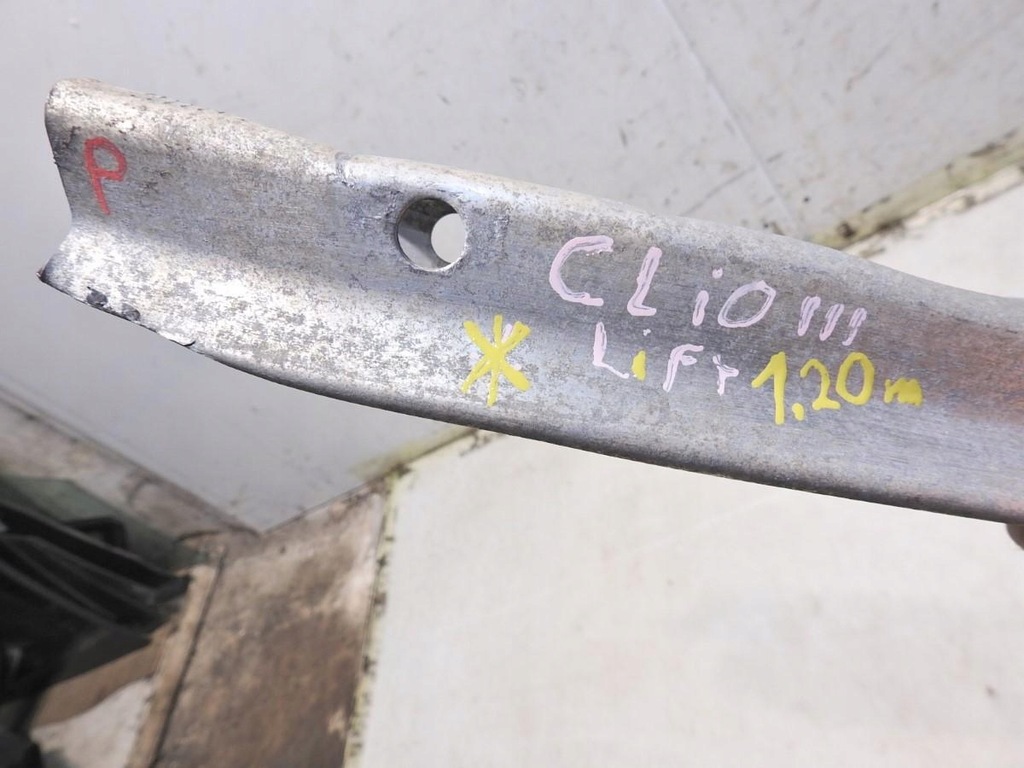 P
CLiO III
* LiFt 1.20 m